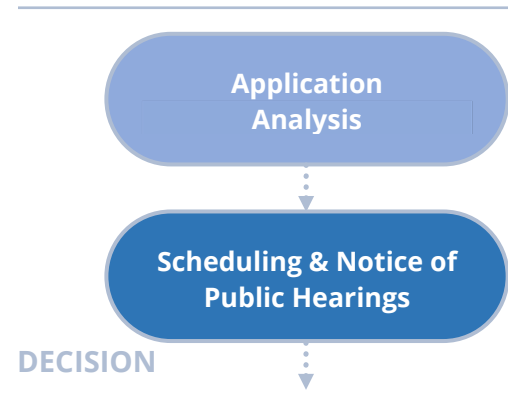 Application
Analysis
Scheduling & Notice of
Public Hearings
DECISION